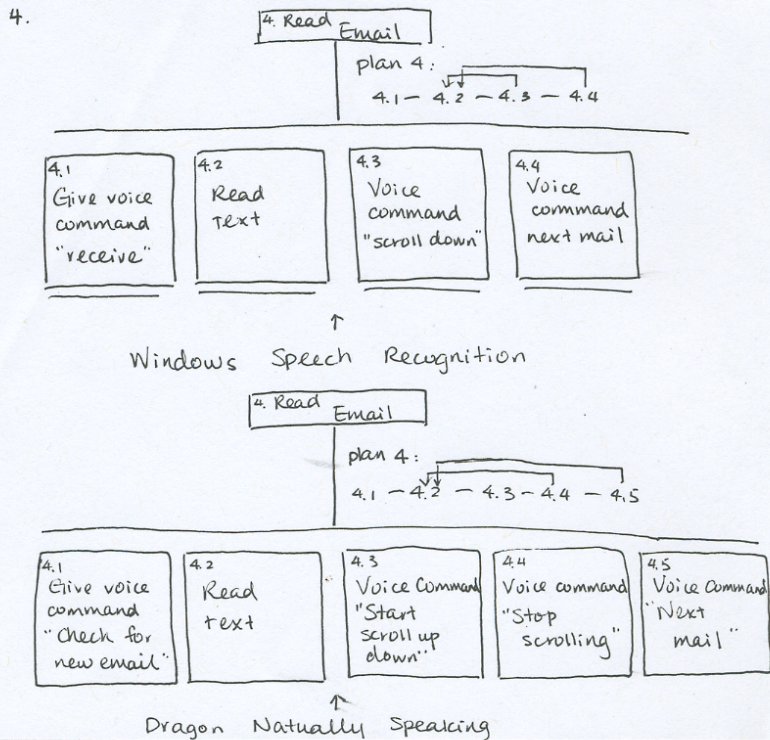 4.
4. Read Email
plan 4:
4.1 – 4.2 – 4.3 – 4.4
4.1
Give voice
command
"receive"
4.2
Read
Text
4.3
Voice
command
"scroll down"
4.4
Voice
command
next mail
↑
Windows Speech Recognition
4. Read Email
plan 4:
4.1 – 4.2 – 4.3 – 4.4 – 4.5
4.1
Give voice
command
"Check for
new email"
4.2
Read
text
4.3
Voice Command
"Start
scroll up
down"
4.4
Voice command
"Stop
scrolling"
4.5
Voice Command
"Next
mail"
↑
Dragon Natually Speaking